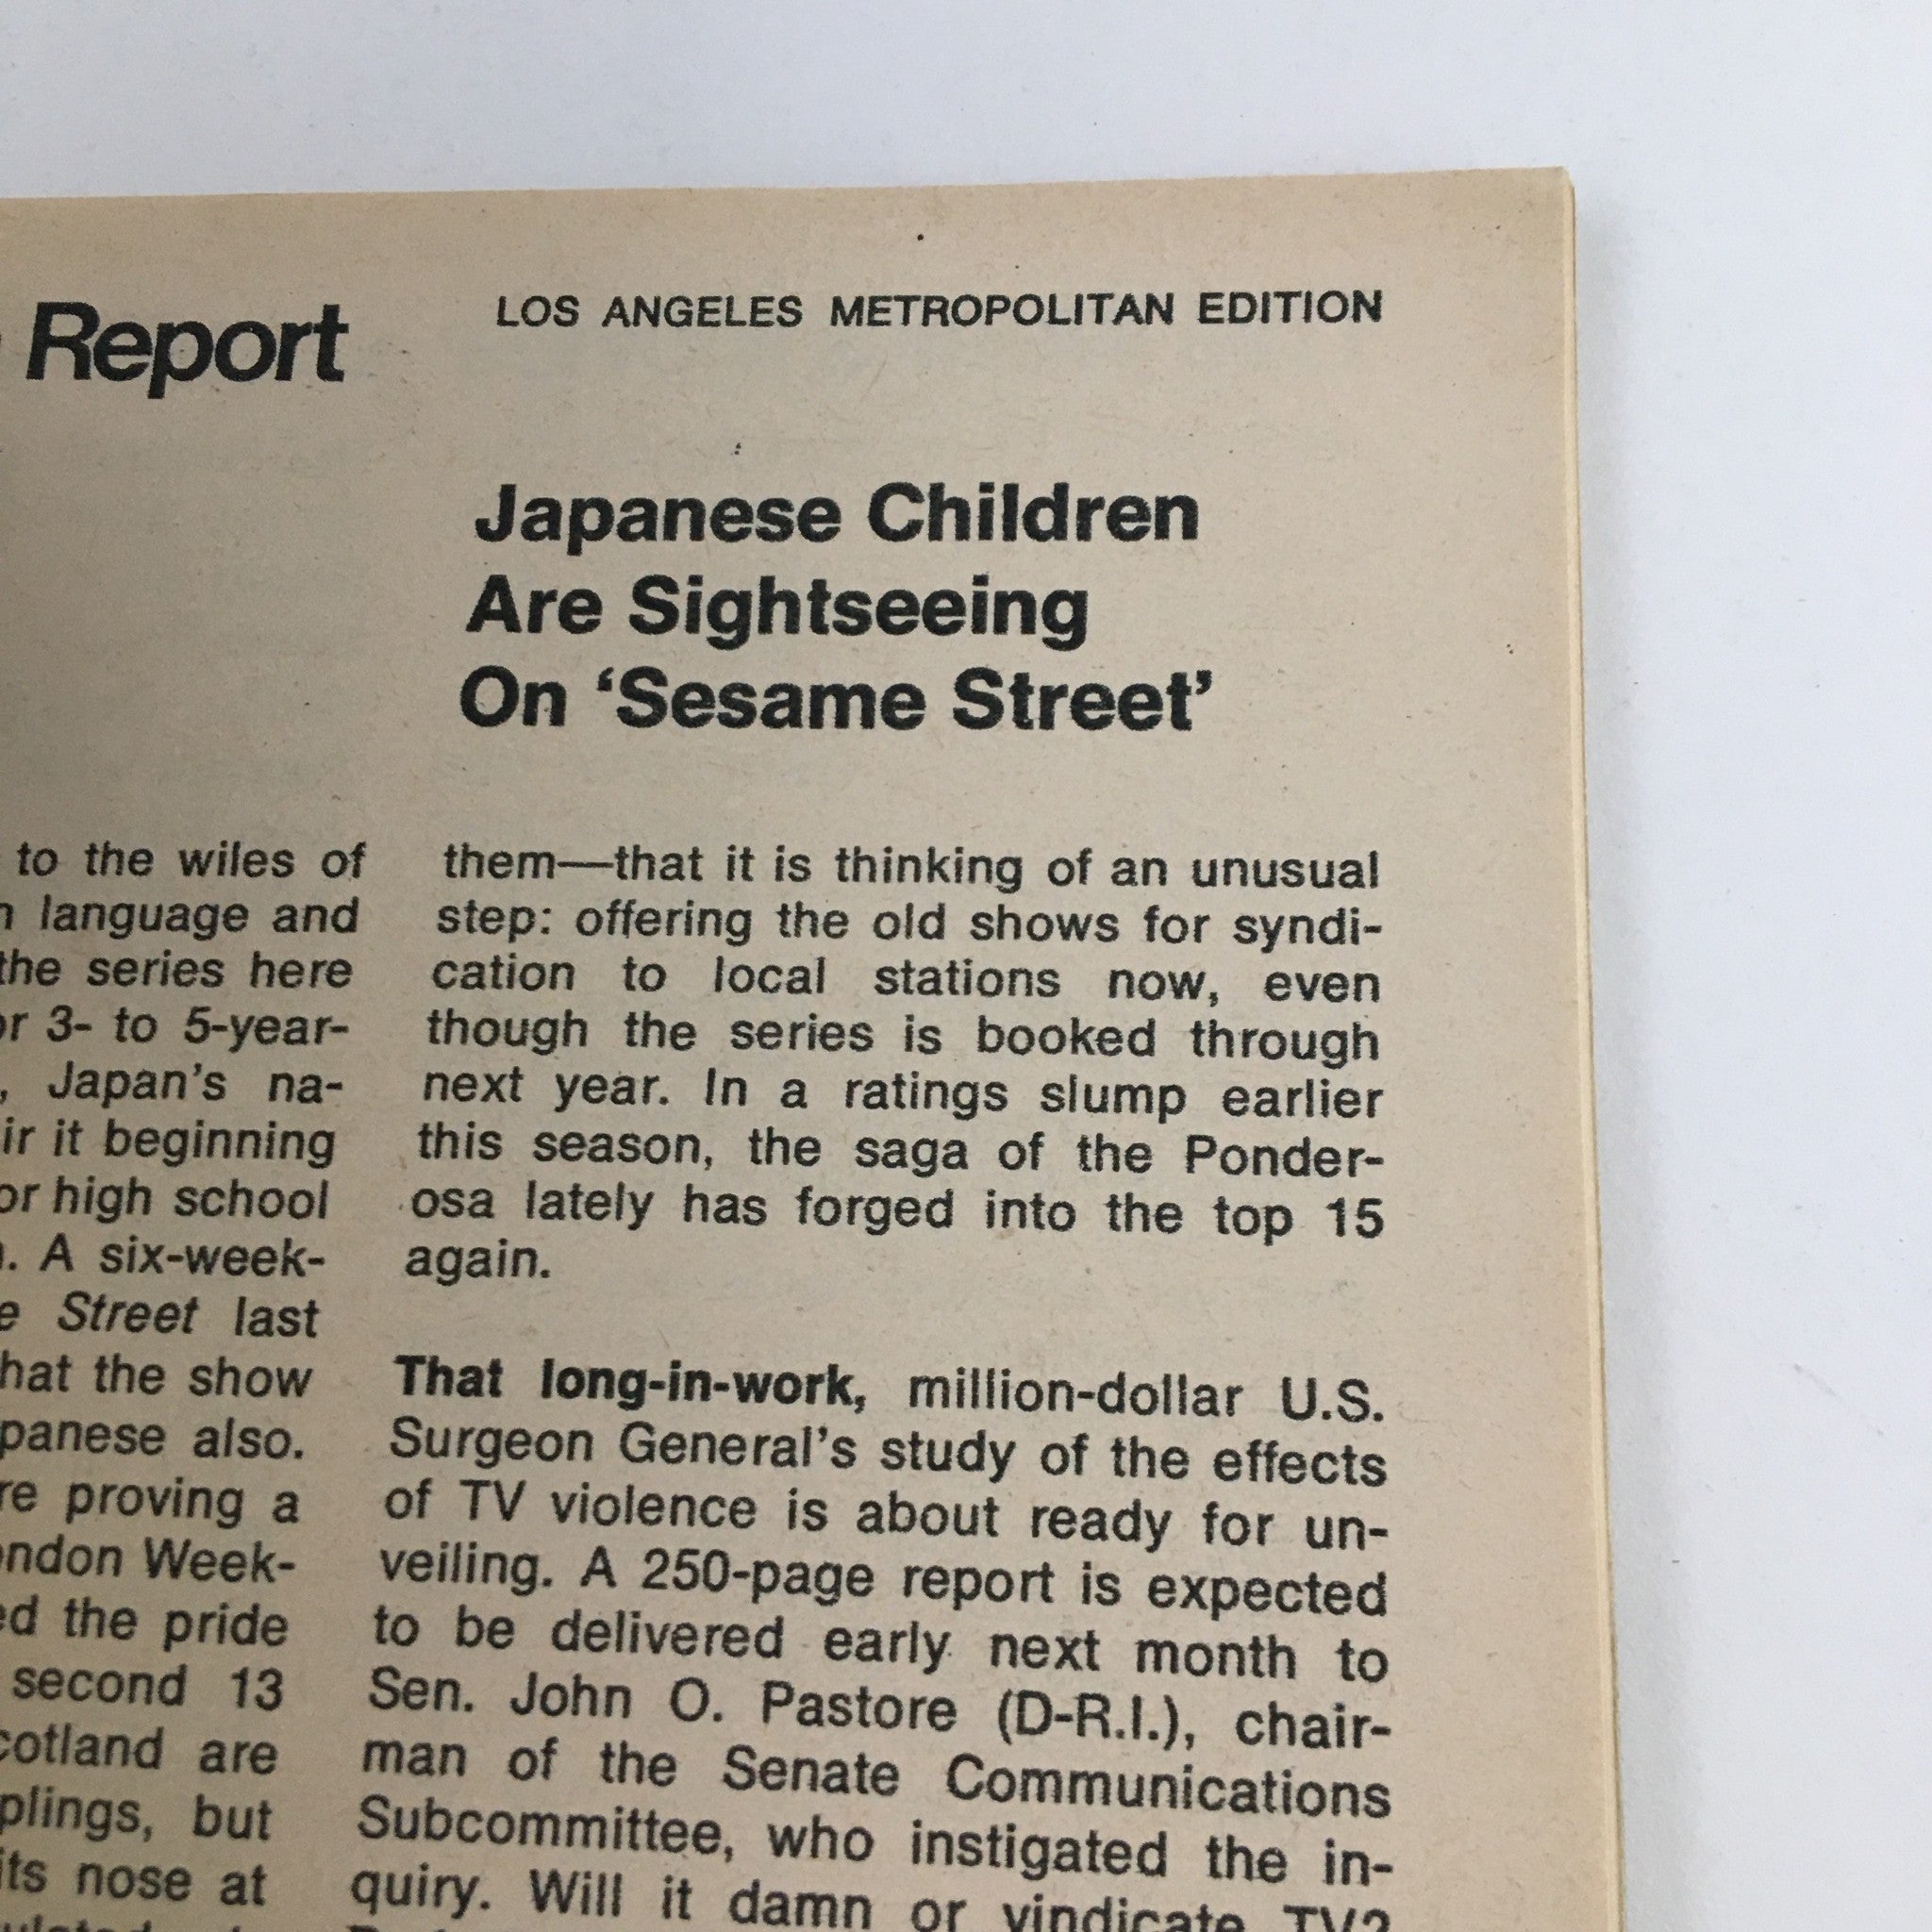 Report
LOS ANGELES METROPOLITAN EDITION
Japanese Children
Are Sightseeing
On ‘Sesame Street’
to the wiles of
language and
the series here
3- to 5-year-
Japan’s na-
it beginning
or high school
. A six-week-
Street last
that the show
also.
proving a
Week-
the pride
second 13
are
but
its nose at
them—that it is thinking of an unusual
step: offering the old shows for syndi-
cation to local stations now, even
though the series is booked through
next year. In a ratings slump earlier
this season, the saga of the Ponder-
osa lately has forged into the top 15
again.
That long-in-work, million-dollar U.S.
Surgeon General’s study of the effects
of TV violence is about ready for un-
veiling. A 250-page report is expected
to be delivered early next month to
Sen. John O. Pastore (D-R.I.), chair-
man of the Senate Communications
Subcommittee, who instigated the in-
quiry. Will it damn or vindicate TV?